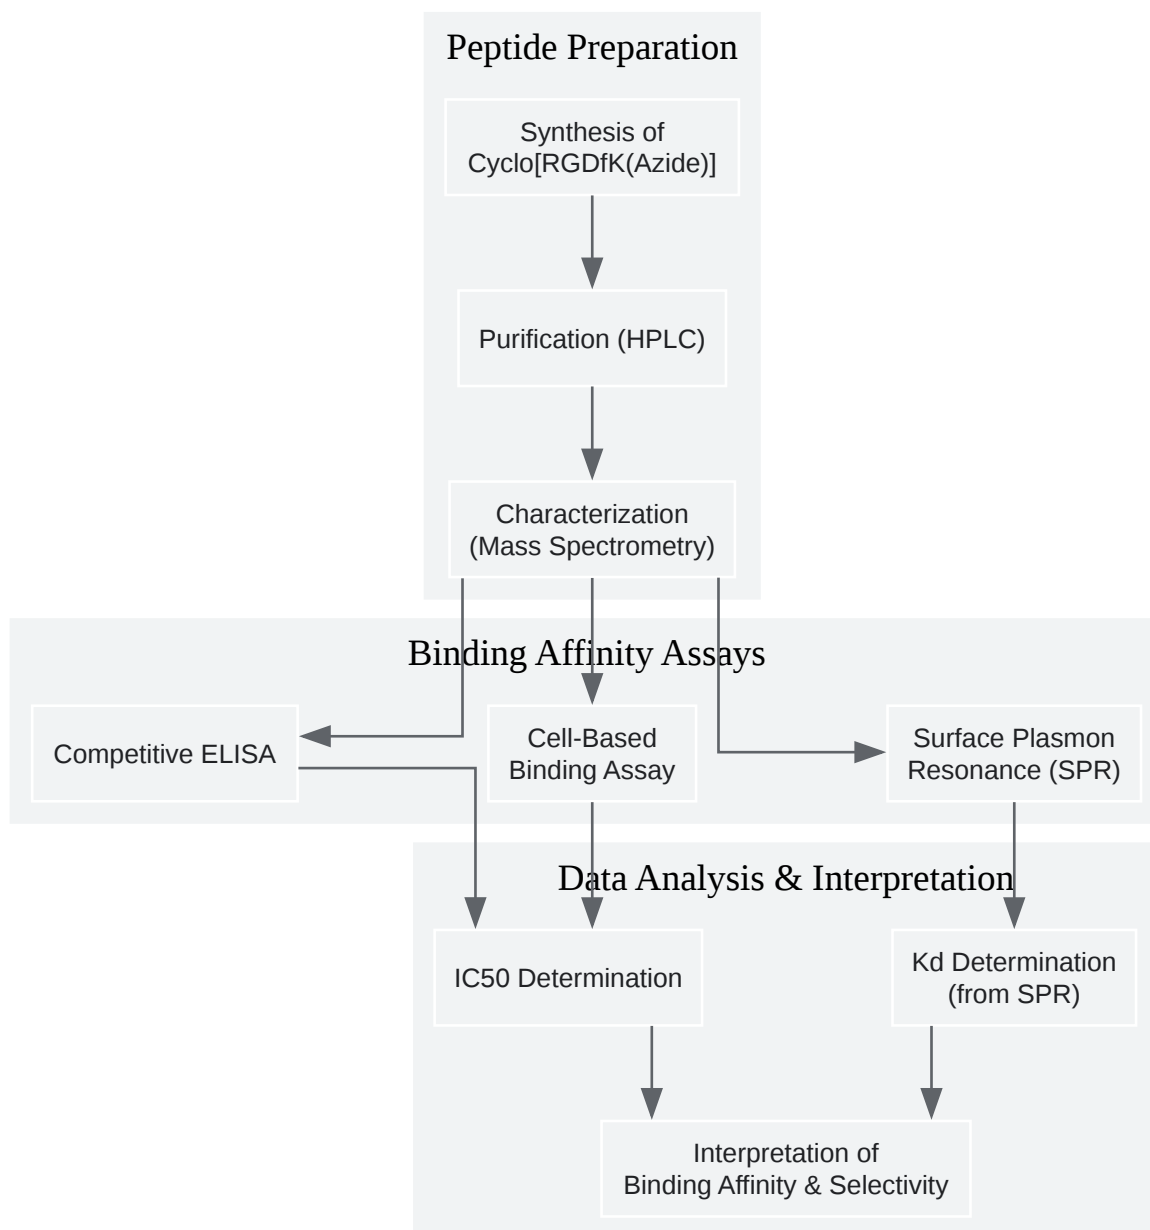 Peptide Preparation
Synthesis of
Cyclo[RGDfK(Azide)]
Purification (HPLC)
Characterization
(Mass Spectrometry)
Binding Affinity Assays
Competitive ELISA
Cell-Based
Binding Assay
Surface Plasmon
Resonance (SPR)
Data Analysis & Interpretation
IC50 Determination
Kd Determination
(from SPR)
Interpretation of
Binding Affinity & Selectivity